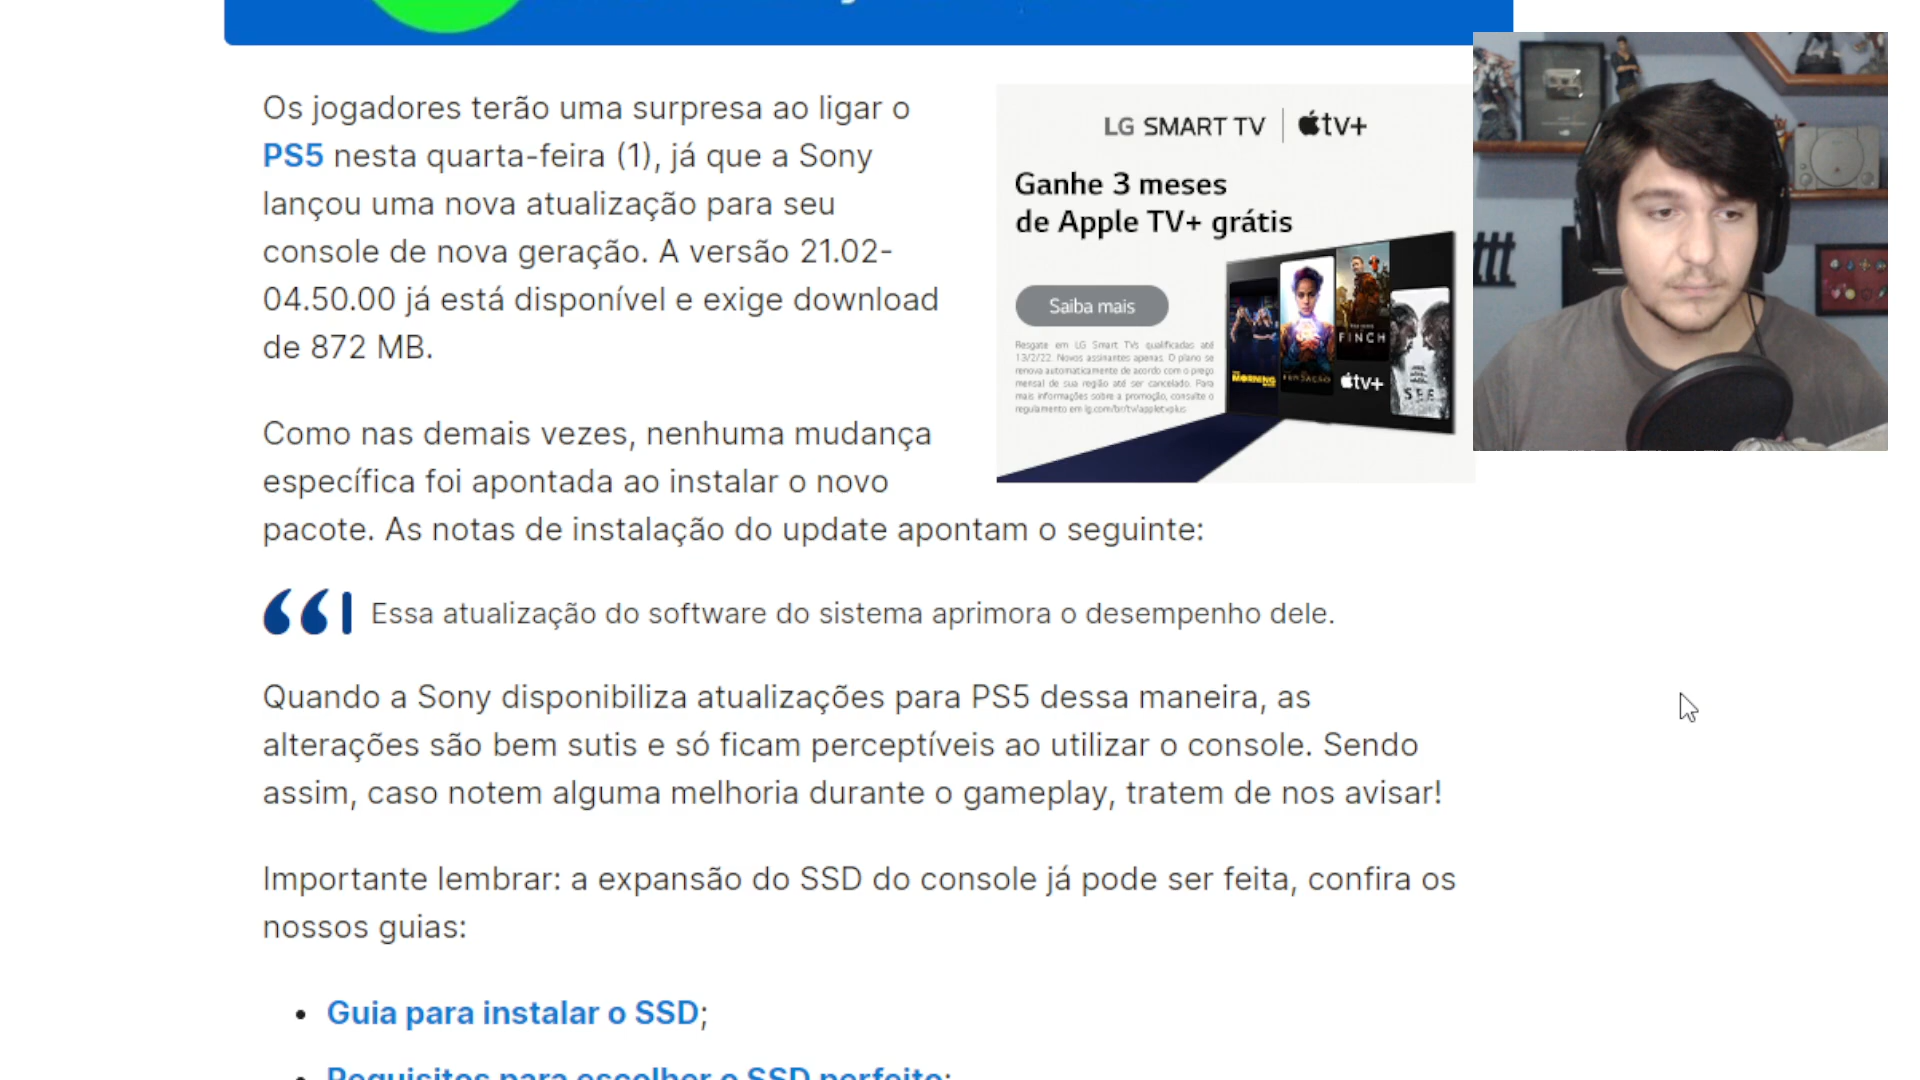 Os jogadores terão uma surpresa ao ligar o
PS5 nesta quarta-feira (1), já que a Sony
lançou uma nova atualização para seu
console de nova geração. A versão 21.02-
04.50.00 já está disponível e exige download
de 872 MB.
Como nas demais vezes, nenhuma mudança
específica foi apontada ao instalar o novo
pacote. As notas de instalação do update apontam o seguinte:
Essa atualização do software do sistema aprimora o desempenho dele.
Quando a Sony disponibiliza atualizações para PS5 dessa maneira, as
alterações são bem sutis e só ficam perceptíveis ao utilizar o console. Sendo
assim, caso notem alguma melhoria durante o gameplay, tratem de nos avisar!
Importante lembrar: a expansão do SSD do console já pode ser feita, confira os
nossos guias:
• Guia para instalar o SSD;
• Requisitos para escolher o SSD perfeito;
LG SMART TV | tv+
Ganhe 3 meses
de Apple TV+ grátis
Saiba mais
Resgate em LG Smart TVs qualificadas até
13/2/22. Novos assinantes apenas. O plano se
renova automaticamente de acordo com o preço
mensal de sua região até ser cancelado. Para
mais informações sobre a promoção, consulte o
regulamento em lg.com/br/tv/appletvplus
MORNING
FUNDAÇÃO
FINCH
tv+
SEE